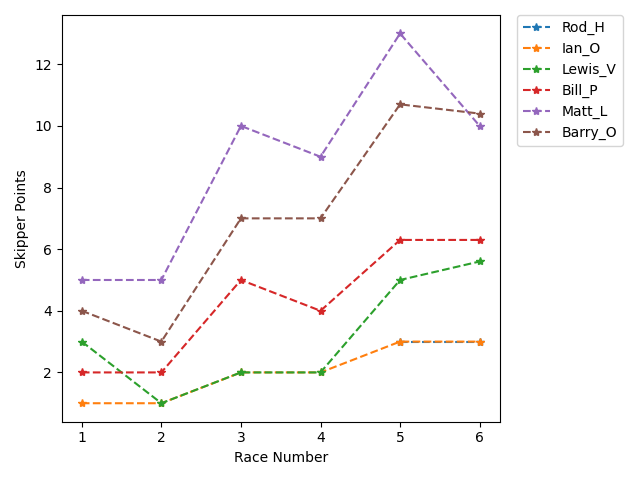 Rod_H
Ian_O
Lewis_V
Bill_P
Matt_L
Barry_O
12
10
8
6
4
2
Skipper Points
1 2 3 4 5 6
Race Number